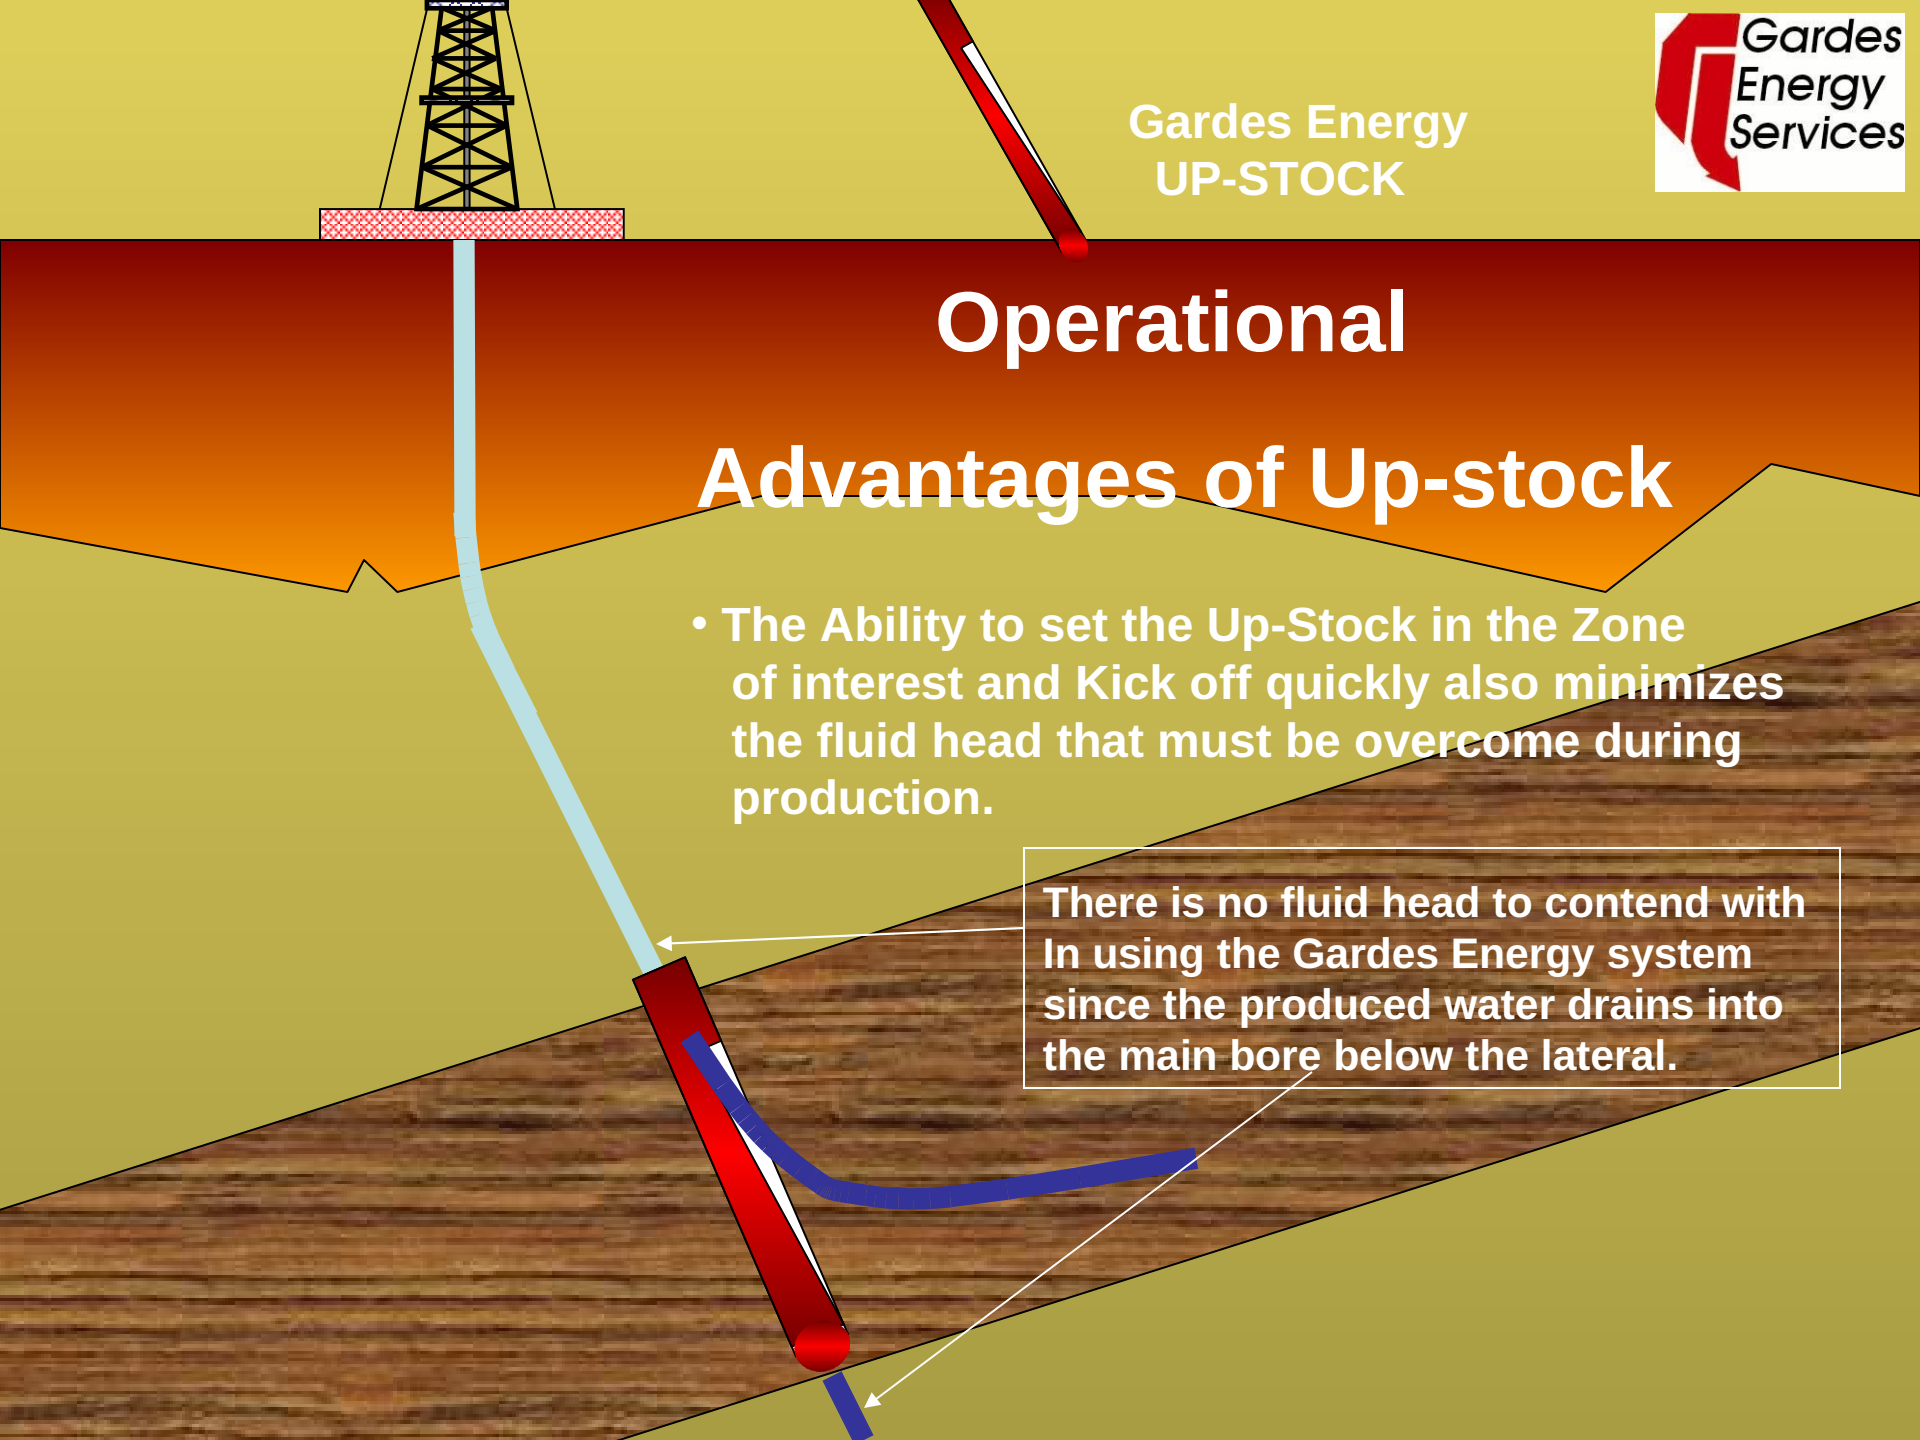 Gardes
Energy
Services
Gardes Energy
UP-STOCK
Operational
Advantages of Up-stock
• The Ability to set the Up-Stock in the Zone
of interest and Kick off quickly also minimizes
the fluid head that must be overcome during
production.
There is no fluid head to contend with
In using the Gardes Energy system
since the produced water drains into
the main bore below the lateral.